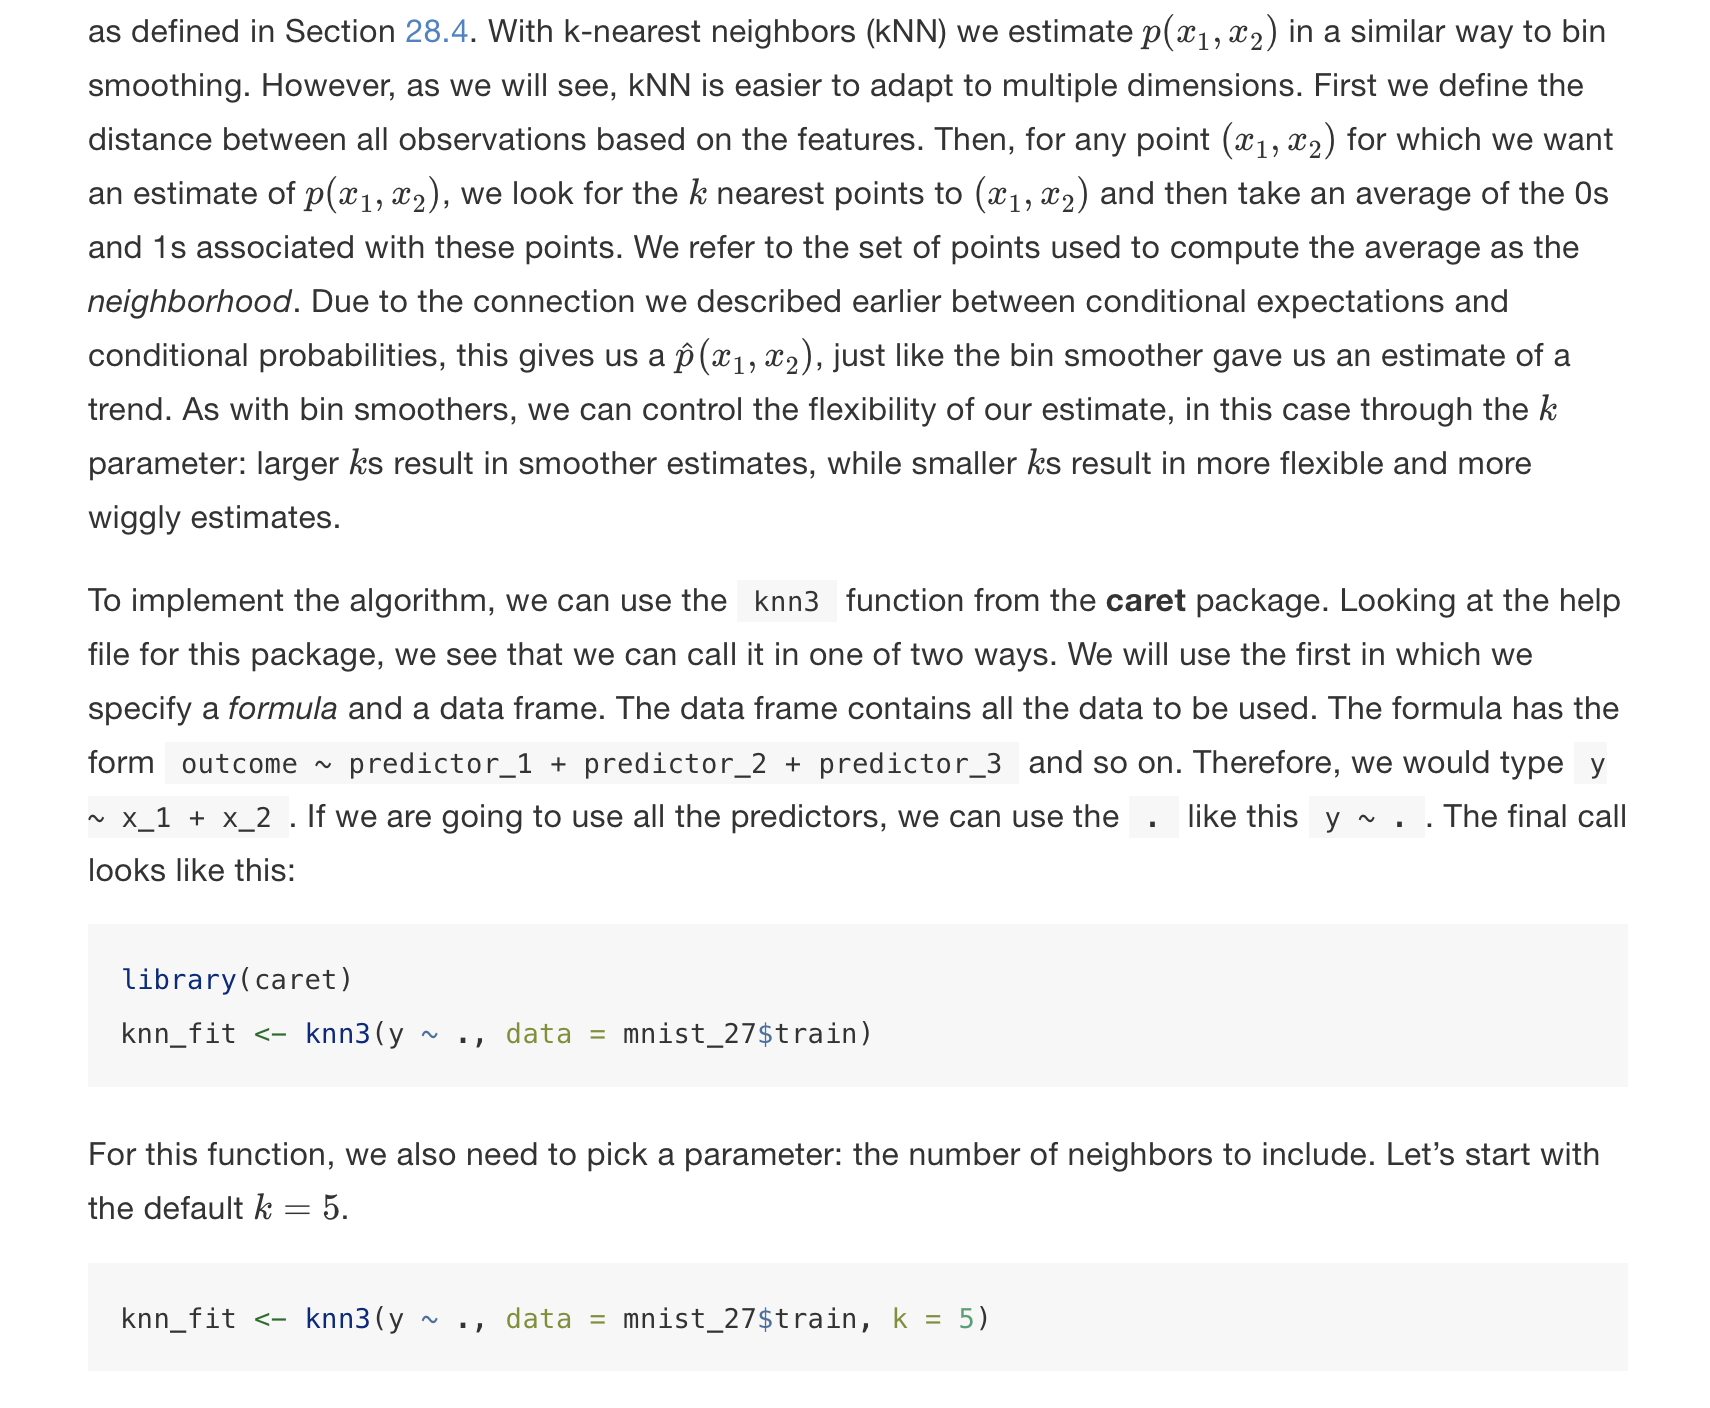 as defined in Section 28.4. With k-nearest neighbors (kNN) we estimate p(x₁, x₂) in a similar way to bin
smoothing. However, as we will see, kNN is easier to adapt to multiple dimensions. First we define the
distance between all observations based on the features. Then, for any point (x₁, x₂) for which we want
an estimate of p(x₁, x₂), we look for the k nearest points to (x₁, x₂) and then take an average of the 0s
and 1s associated with these points. We refer to the set of points used to compute the average as the
neighborhood. Due to the connection we described earlier between conditional expectations and
conditional probabilities, this gives us a p̂(x₁, x₂), just like the bin smoother gave us an estimate of a
trend. As with bin smoothers, we can control the flexibility of our estimate, in this case through the k
parameter: larger ks result in smoother estimates, while smaller ks result in more flexible and more
wiggly estimates.
To implement the algorithm, we can use the knn3 function from the caret package. Looking at the help
file for this package, we see that we can call it in one of two ways. We will use the first in which we
specify a formula and a data frame. The data frame contains all the data to be used. The formula has the
form outcome ~ predictor_1 + predictor_2 + predictor_3 and so on. Therefore, we would type y
~ x_1 + x_2 . If we are going to use all the predictors, we can use the . like this y ~ . . The final call
looks like this:
library(caret)
knn_fit <- knn3(y ~ ., data = mnist_27$train)
For this function, we also need to pick a parameter: the number of neighbors to include. Let’s start with
the default k = 5.
knn_fit <- knn3(y ~ ., data = mnist_27$train, k = 5)